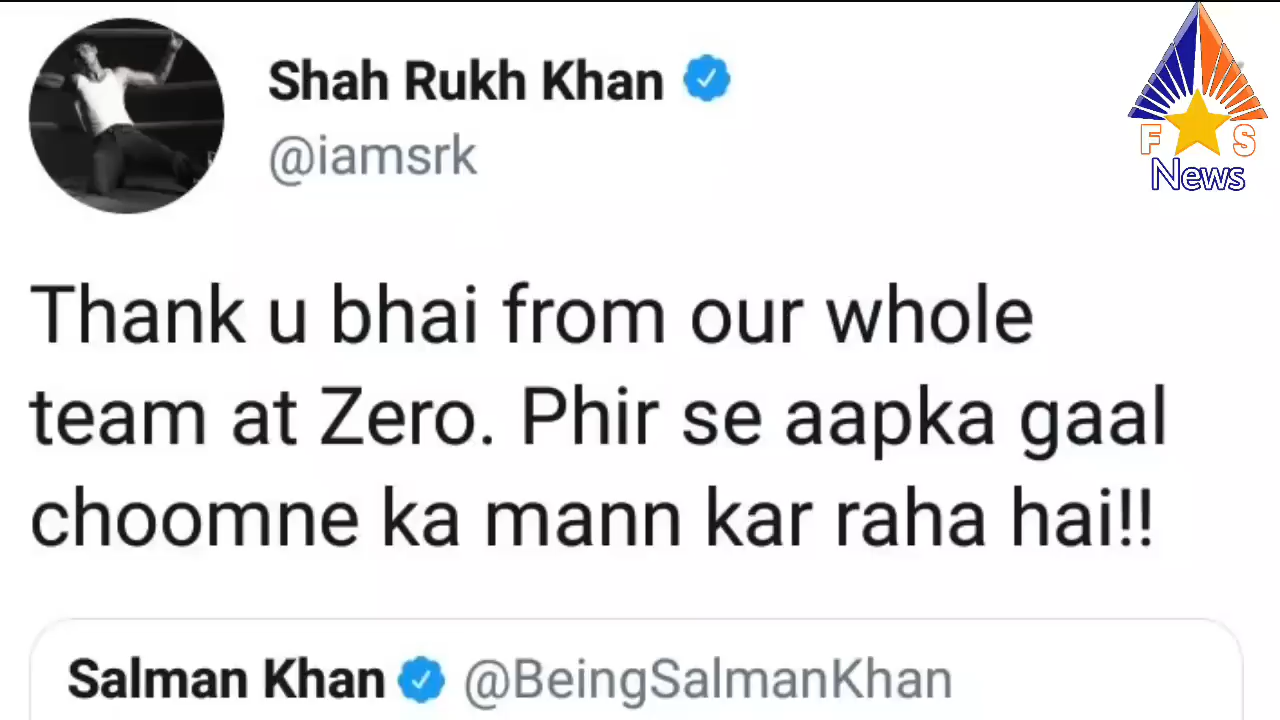 Shah Rukh Khan
@iamsrk
F S
News
Thank u bhai from our whole
team at Zero. Phir se aapka gaal
choomne ka mann kar raha hai!!
Salman Khan @BeingSalmanKhan